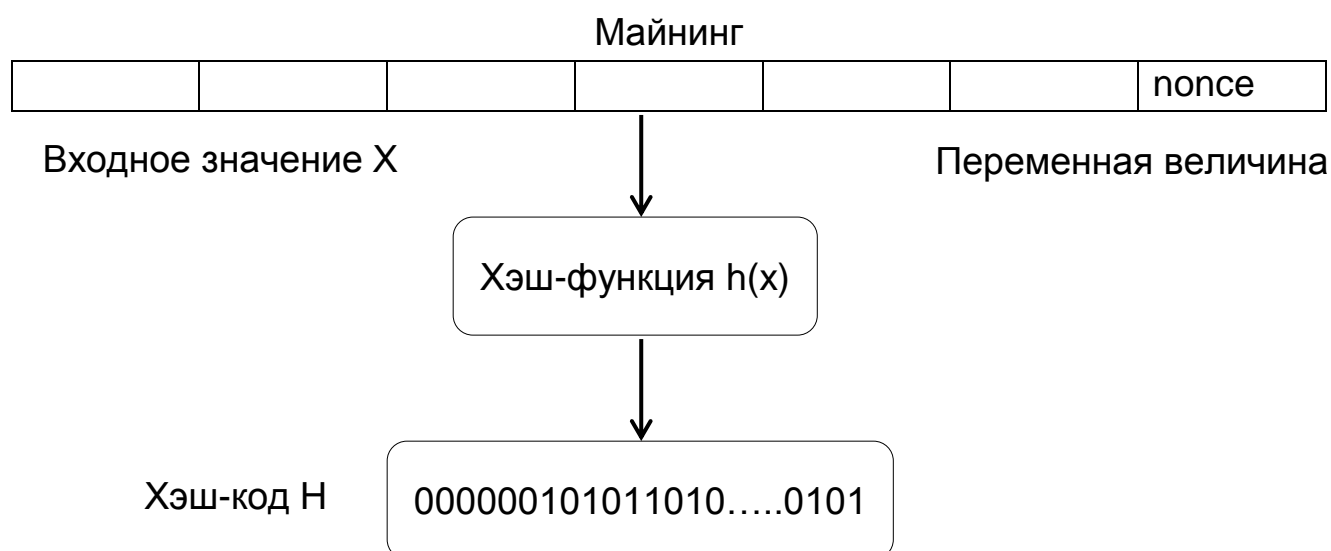 Майнинг
nonce
Входное значение X
Переменная величина
Хэш-функция h(x)
Хэш-код H
000000101011010…..0101